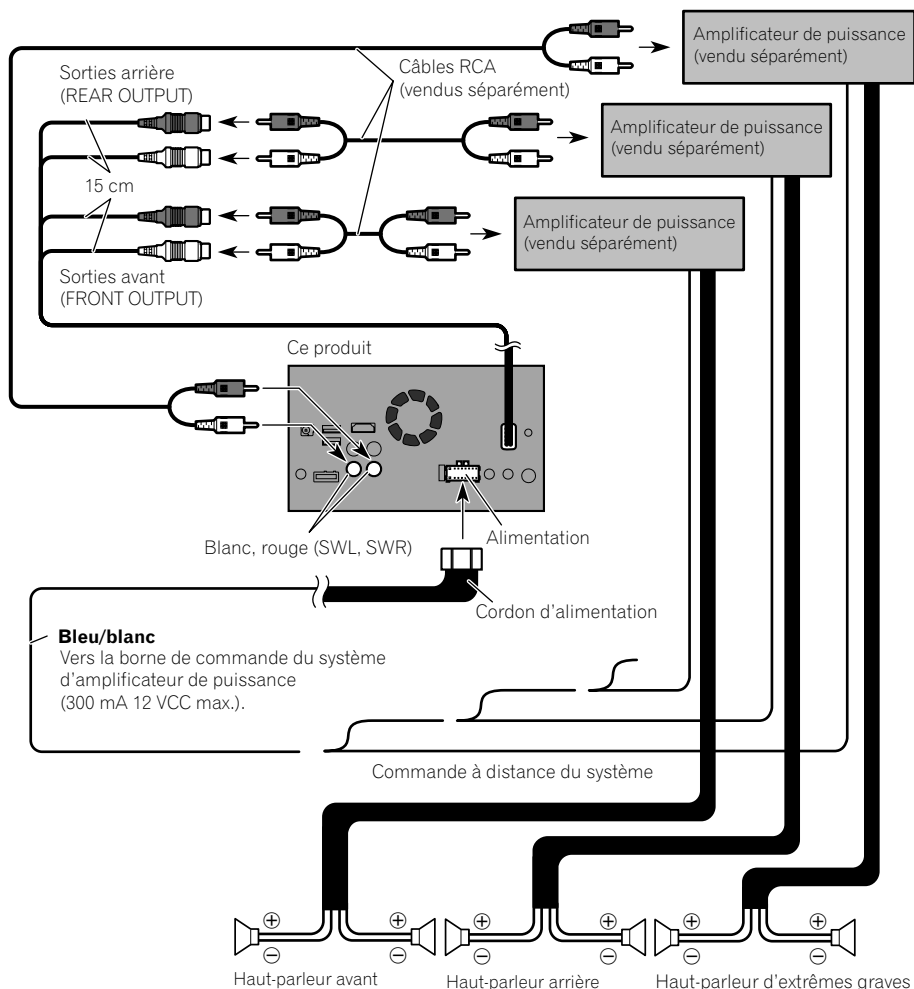 Amplificateur de puissance
(vendu séparément)
Sorties arrière
(REAR OUTPUT)
Câbles RCA
(vendus séparément)
Amplificateur de puissance
(vendu séparément)
15 cm
Amplificateur de puissance
(vendu séparément)
Sorties avant
(FRONT OUTPUT)
Ce produit
Blanc, rouge (SWL, SWR)
Alimentation
Cordon d'alimentation
Bleu/blanc
Vers la borne de commande du système
d'amplificateur de puissance
(300 mA 12 VCC max.).
Commande à distance du système
⊕ ⊕ ⊕ ⊕ ⊕ ⊕
⊖ ⊖ ⊖ ⊖ ⊖ ⊖
Haut-parleur avant
Haut-parleur arrière
Haut-parleur d'extrêmes graves